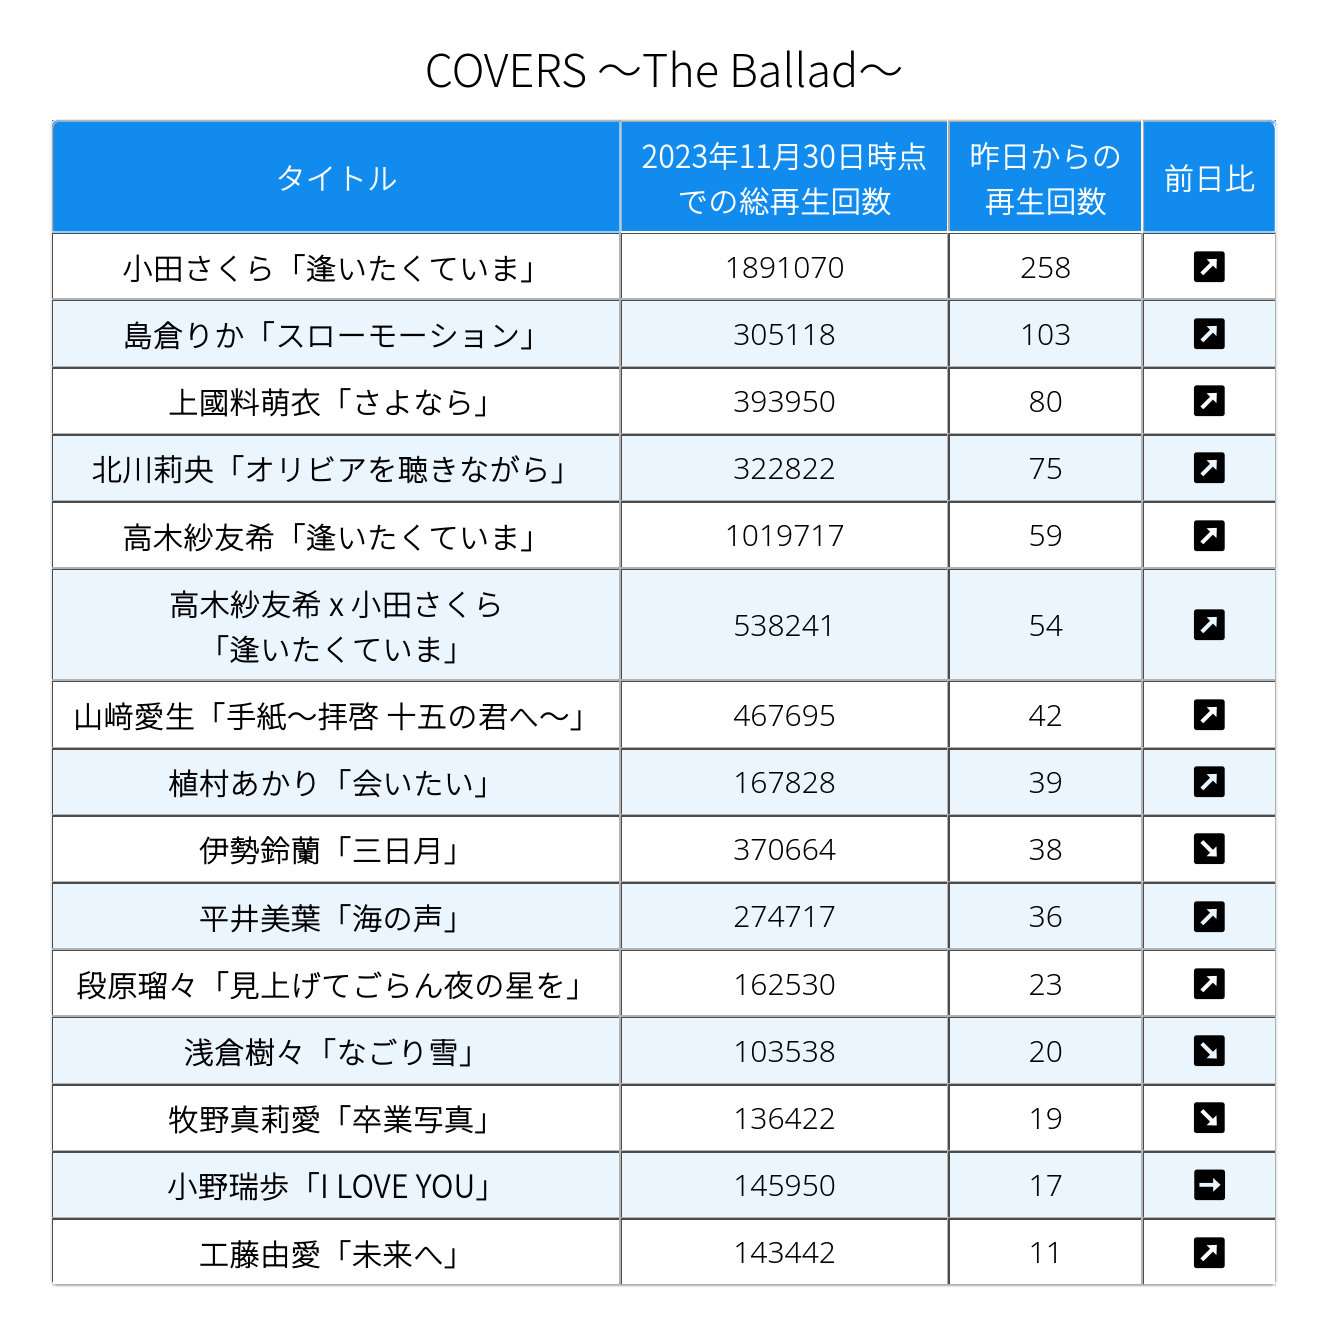 COVERS ～The Ballad～
タイトル 2023年11月30日時点 昨日からの 前日比
での総再生回数 再生回数
小田さくら「逢いたくていま」 1891070 258 ↗
島倉りか「スローモーション」 305118 103 ↗
上國料萌衣「さよなら」 393950 80 ↗
北川莉央「オリビアを聴きながら」 322822 75 ↗
高木紗友希「逢いたくていま」 1019717 59 ↗
高木紗友希 x 小田さくら
「逢いたくていま」 538241 54 ↗
山﨑愛生「手紙～拝啓 十五の君へ～」 467695 42 ↗
植村あかり「会いたい」 167828 39 ↗
伊勢鈴蘭「三日月」 370664 38 ↘
平井美葉「海の声」 274717 36 ↗
段原瑠々「見上げてごらん夜の星を」 162530 23 ↗
浅倉樹々「なごり雪」 103538 20 ↘
牧野真莉愛「卒業写真」 136422 19 ↘
小野瑞歩「I LOVE YOU」 145950 17 →
工藤由愛「未来へ」 143442 11 ↗